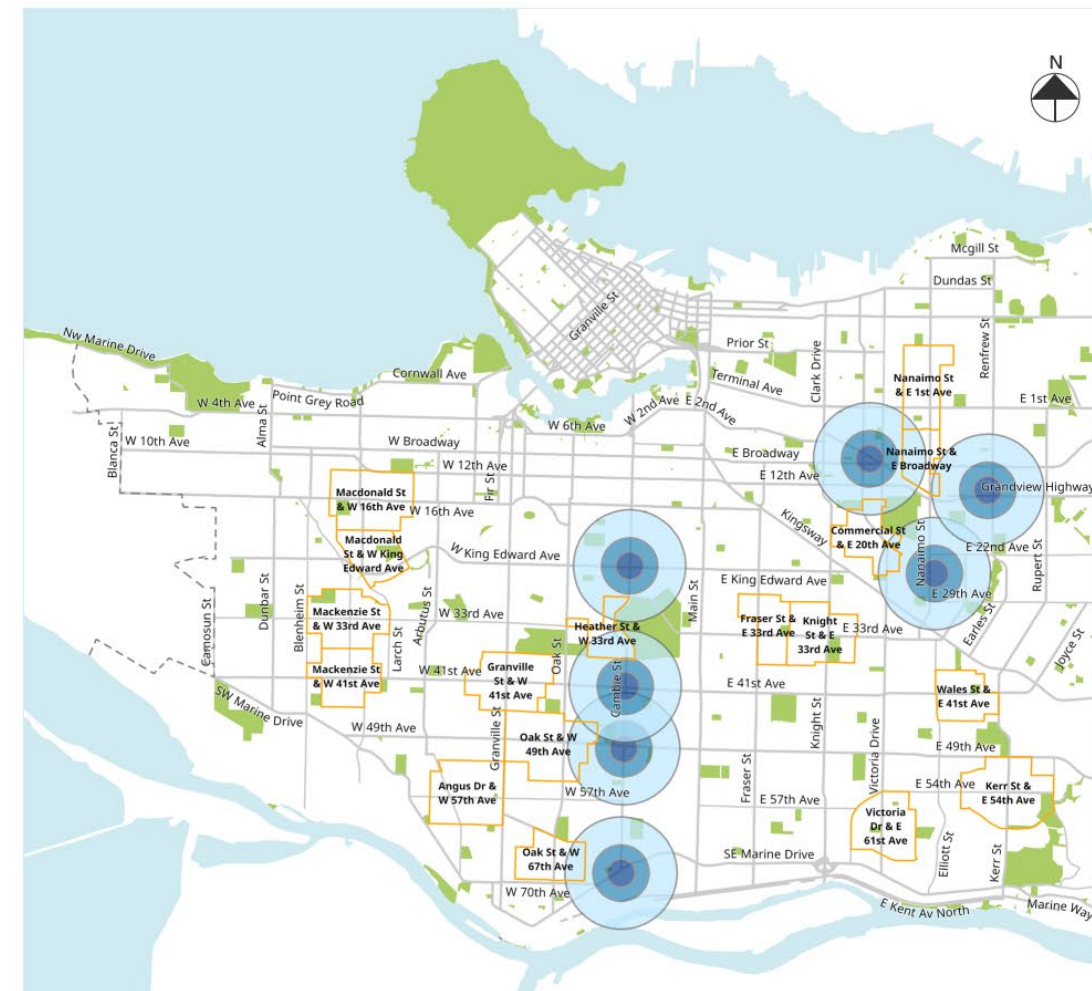 N
Mcgill St
Dundas St
Granville St
Renfrew St
Nw Marine Drive
Prior St
Clark Drive
Cornwall Ave
Terminal Ave
Nanaimo St
& E 1st Ave
W 4th Ave
Point Grey Road
E 1st Ave
W 2nd Ave
E 2nd Ave
Alma St
W 6th Ave
Blanca St
W 10th Ave
W Broadway
E Broadway
Nanaimo St &
E Broadway
W 12th Ave
E 12th Ave
Fir St
Grandview Highway
Macdonald St
& W 16th Ave
W 16th Ave
Kingsway
Commercial St
& E 20th Ave
Macdonald
St & W King
Edward Ave
W King Edward Ave
Nanaimo St
E 22nd Ave
Rupert St
E King Edward Ave
Main St
E 29th Ave
Dunbar St
Blenheim St
Arbutus St
Camosun St
Mackenzie St
& W 33rd Ave
W 33rd Ave
Heather St &
W 33rd Ave
Fraser St &
E 33rd Ave
Knight
St & E
33rd Ave
E 33rd Ave
Earles St
Joyce St
Larch St
Oak St
Mackenzie St
& W 41st Ave
W 41st Ave
Granville
St & W
41st Ave
Cambie St
E 41st Ave
Wales St &
E 41st Ave
SW Marine Drive
W 49th Ave
Granville St
Oak St & W
49th Ave
Knight St
Victoria Drive
E 49th Ave
Angus Dr &
W 57th Ave
W 57th Ave
Fraser St
E 57th Ave
E 54th Ave
Kerr St &
E 54th Ave
Victoria
Dr & E
61st Ave
Elliott St
Kerr St
Oak St & W
67th Ave
SE Marine Drive
W 70th Ave
E Kent Av North
Marine Way